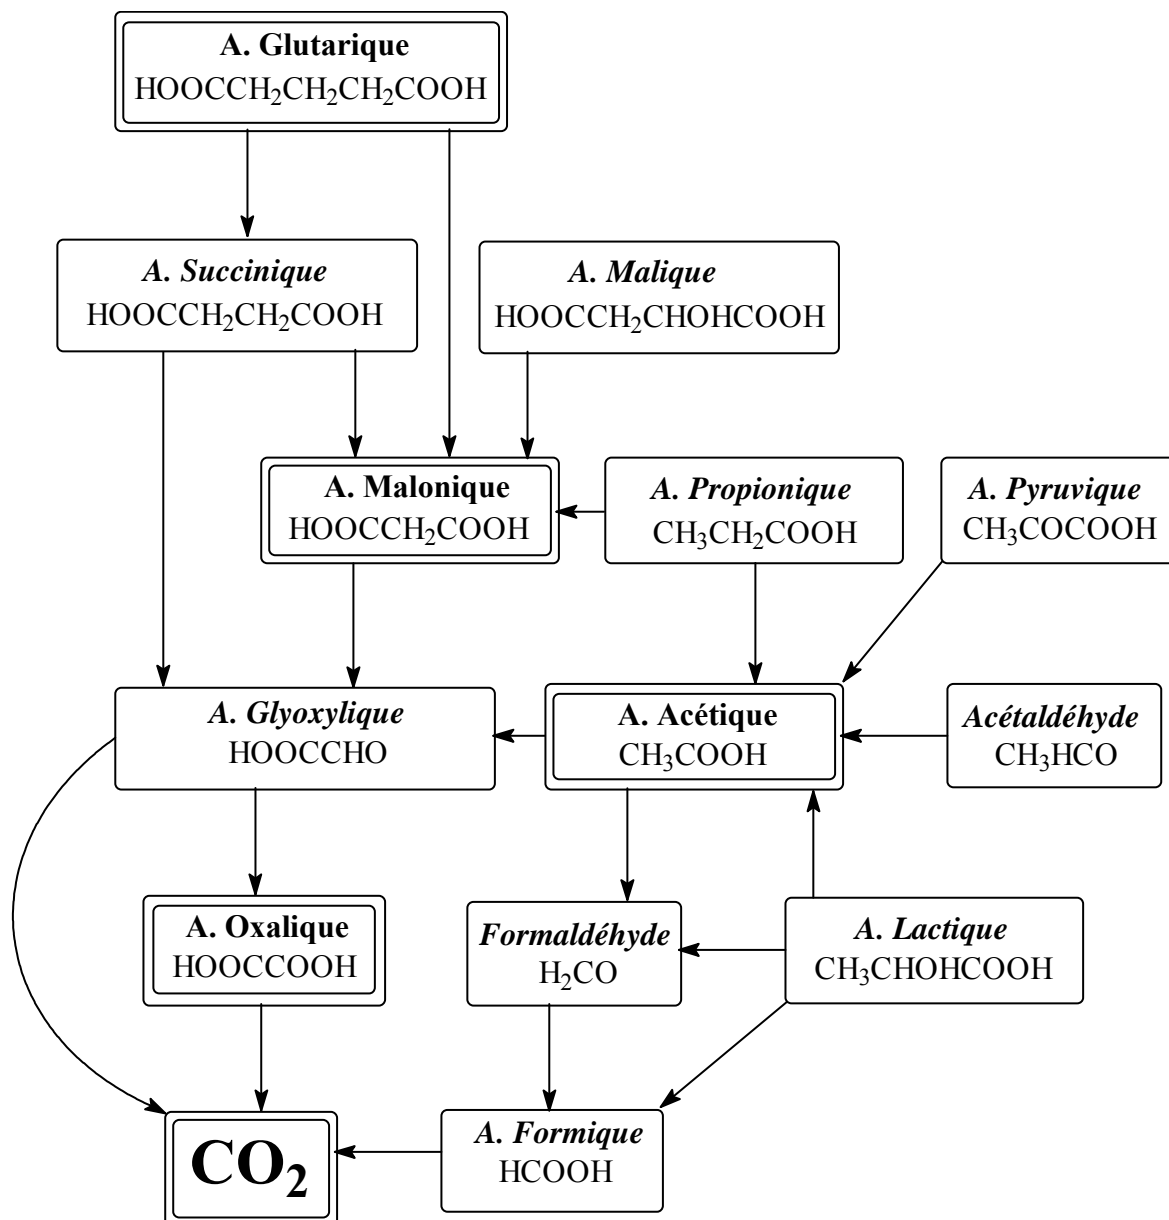 A. Glutarique
HOOCCH₂CH₂CH₂COOH
A. Succinique
HOOCCH₂CH₂COOH
A. Malique
HOOCCH₂CHOHCOOH
A. Malonique
HOOCCH₂COOH
A. Propionique
CH₃CH₂COOH
A. Pyruvique
CH₃COCOOH
A. Glyoxylique
HOOCCHO
A. Acétique
CH₃COOH
Acétaldéhyde
CH₃HCO
A. Oxalique
HOOCCOOH
Formaldéhyde
H₂CO
A. Lactique
CH₃CHOHCOOH
CO₂
A. Formique
HCOOH